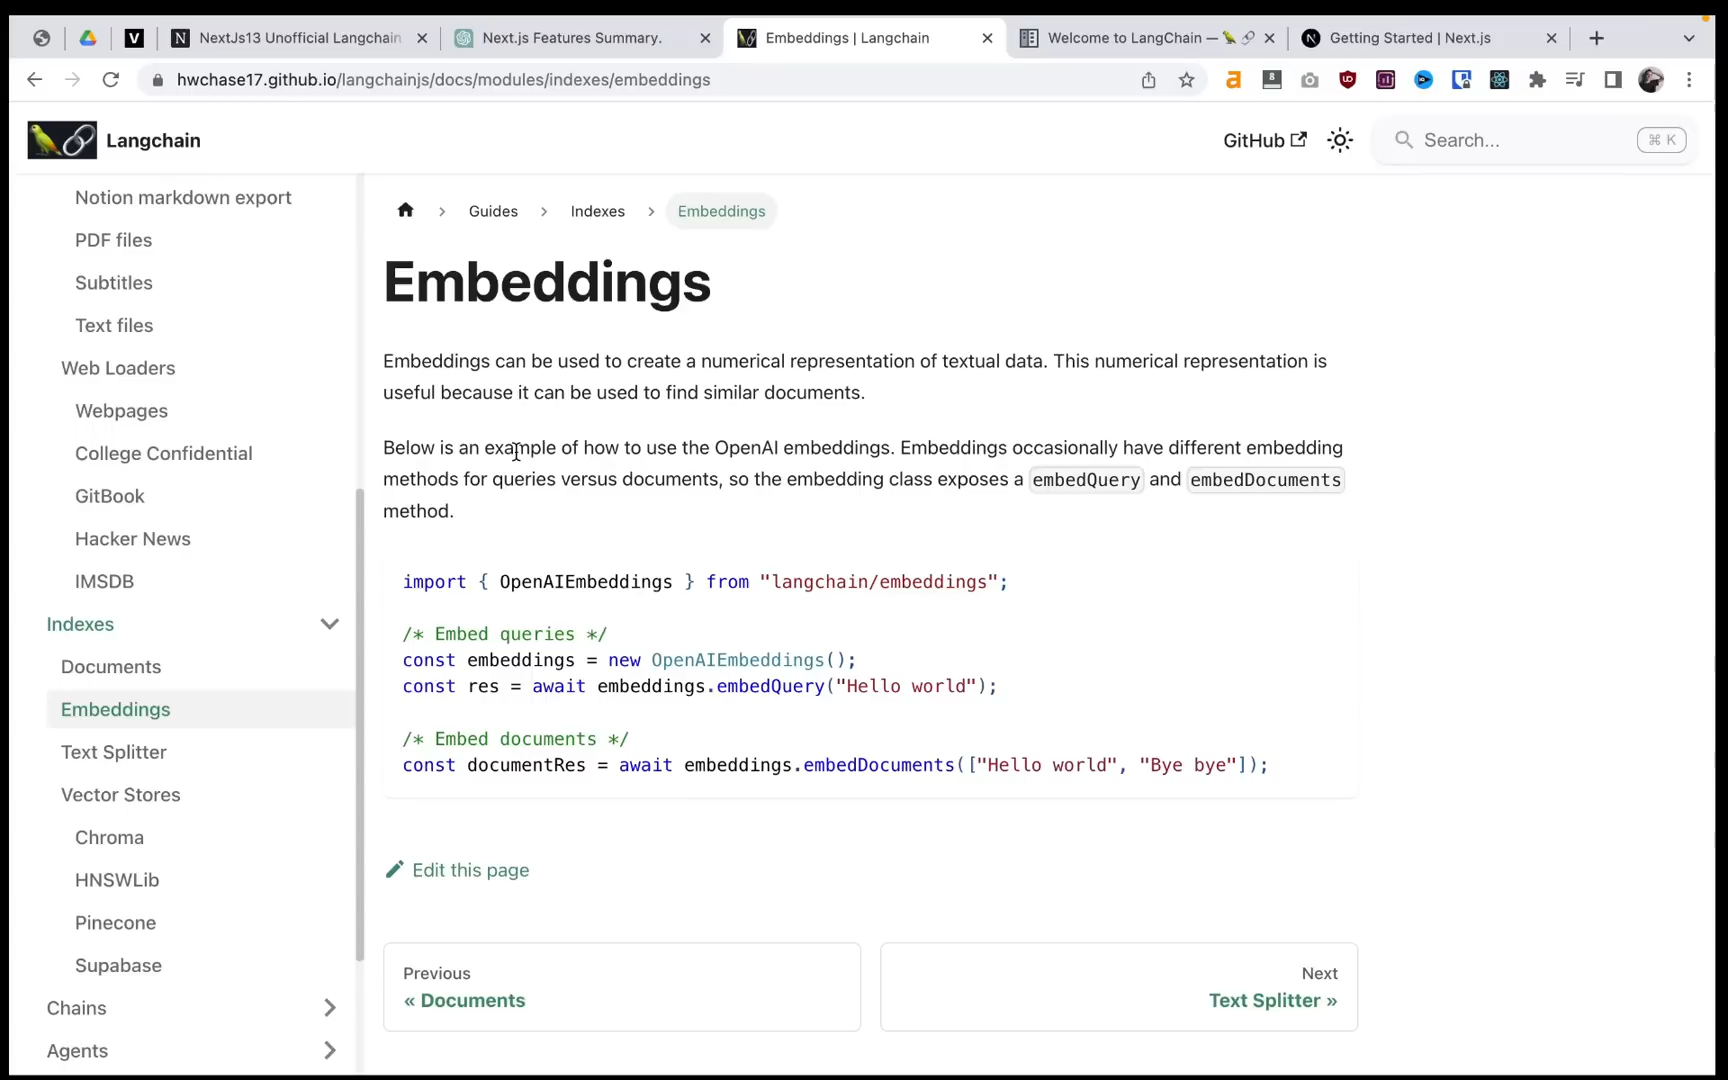 NextJs13 Unofficial Langchain
Next.js Features Summary.
Embeddings | Langchain
Welcome to LangChain —
Getting Started | Next.js
hwchase17.github.io/langchainjs/docs/modules/indexes/embeddings
Langchain
GitHub
Search...
⌘ K
Notion markdown export
PDF files
Subtitles
Text files
Web Loaders
Webpages
College Confidential
GitBook
Hacker News
IMSDB
Indexes
Documents
Embeddings
Text Splitter
Vector Stores
Chroma
HNSWLib
Pinecone
Supabase
Chains
Agents
Guides > Indexes > Embeddings
Embeddings
Embeddings can be used to create a numerical representation of textual data. This numerical representation is
useful because it can be used to find similar documents.
Below is an example of how to use the OpenAI embeddings. Embeddings occasionally have different embedding
methods for queries versus documents, so the embedding class exposes a embedQuery and embedDocuments
method.
import { OpenAIEmbeddings } from "langchain/embeddings";
/* Embed queries */
const embeddings = new OpenAIEmbeddings();
const res = await embeddings.embedQuery("Hello world");
/* Embed documents */
const documentRes = await embeddings.embedDocuments(["Hello world", "Bye bye"]);
Edit this page
Previous
« Documents
Next
Text Splitter »